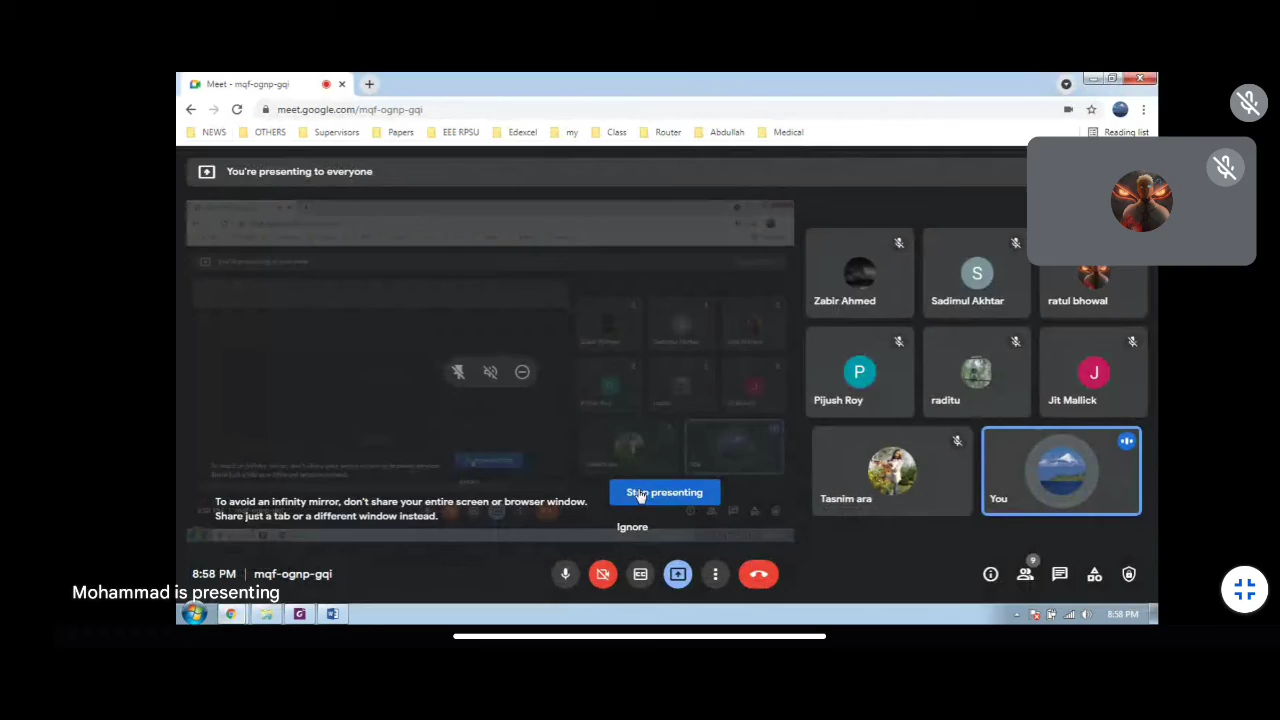 Meet - mqf-ognp-gqi
meet.google.com/mqf-ognp-gqi
NEWS OTHERS Supervisors Papers EEE RPSU Edexcel my Class Router Abdullah Medical Reading list
You're presenting to everyone
Zabir Ahmed
S
Sadimul Akhtar
ratul bhowal
P
Pijush Roy
raditu
J
Jit Mallick
Tasnim ara
You
To avoid an infinity mirror, don't share your entire screen or browser window.
Share just a tab or a different window instead.
Stop presenting
Ignore
8:58 PM | mqf-ognp-gqi
9
Mohammad is presenting
8:58 PM